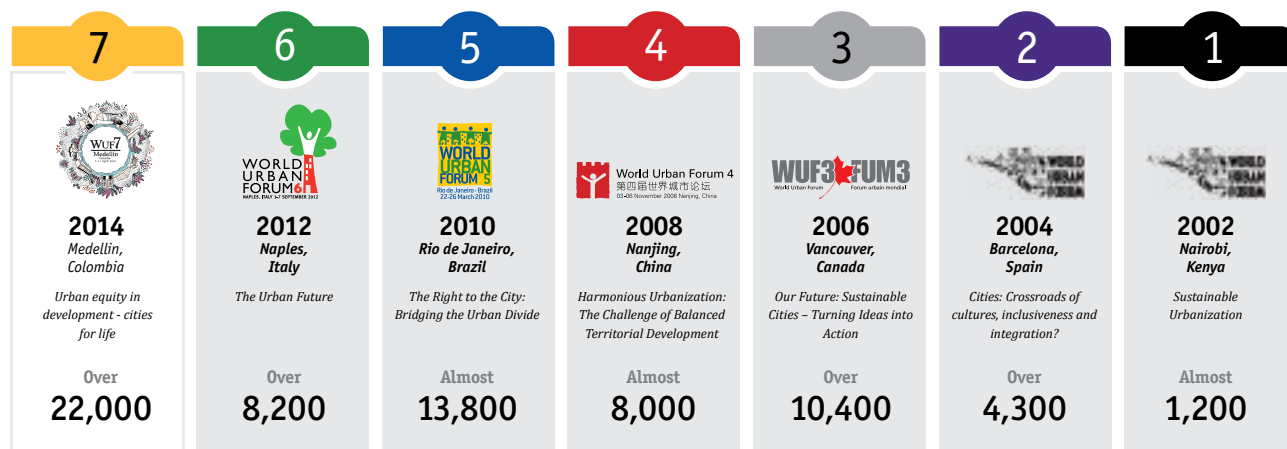 7
WUF7
Medellin
2014
Medellin,
Colombia
Urban equity in
development - cities
for life
Over
22,000
6
WORLD
URBAN
FORUM6
NAPLES, ITALY 1-7 SEPTEMBER 2012
2012
Naples,
Italy
The Urban Future
Over
8,200
5
WORLD
URBAN
FORUM 5
Rio de Janeiro - Brazil
22-26 March 2010
2010
Rio de Janeiro,
Brazil
The Right to the City:
Bridging the Urban Divide
Almost
13,800
4
World Urban Forum 4
第四届世界城市论坛
03-06 November 2008 Nanjing, China
2008
Nanjing,
China
Harmonious Urbanization:
The Challenge of Balanced
Territorial Development
Almost
8,000
3
WUF3 FUM3
World Urban Forum Forum urbain mondial
2006
Vancouver,
Canada
Our Future: Sustainable
Cities – Turning Ideas into
Action
Over
10,400
2
WORLD
URBAN
FORUM
2004
Barcelona,
Spain
Cities: Crossroads of
cultures, inclusiveness and
integration?
Over
4,300
1
WORLD
URBAN
FORUM
2002
Nairobi,
Kenya
Sustainable
Urbanization
Almost
1,200